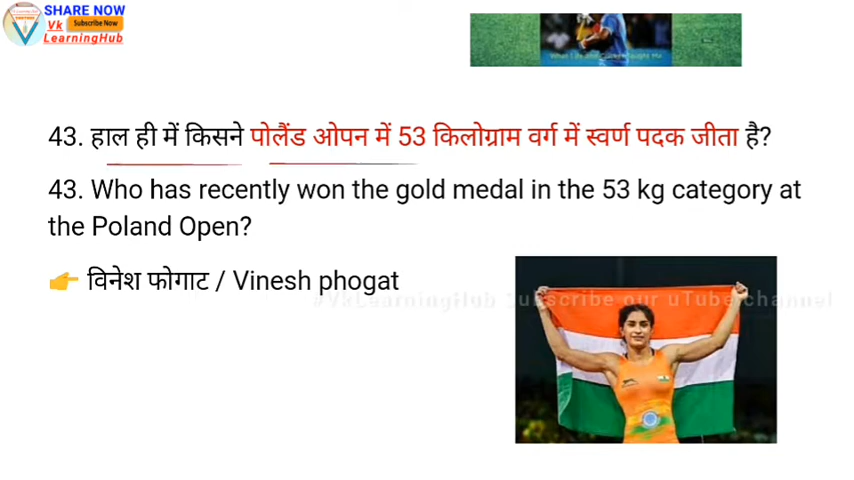 SHARE NOW
Vk
Subscribe Now
LearningHub
43. हाल ही में किसने पोलैंड ओपन में 53 किलोग्राम वर्ग में स्वर्ण पदक जीता है?
43. Who has recently won the gold medal in the 53 kg category at
the Poland Open?
👉 विनेश फोगाट / Vinesh phogat
#VkLearningHub Subscribe our uTube channel